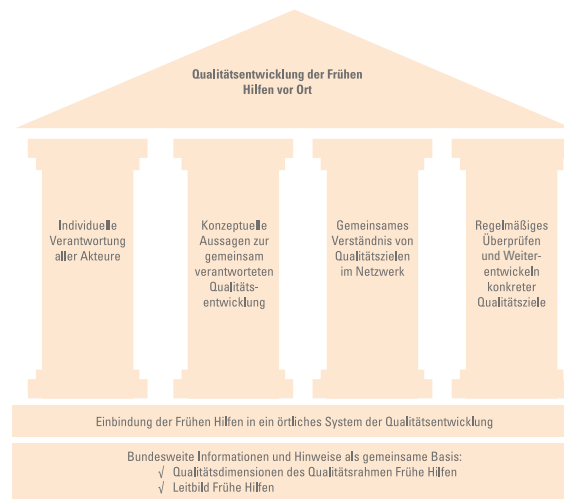 Qualitätsentwicklung der Frühen
Hilfen vor Ort
Individuelle
Verantwortung
aller Akteure
Konzeptuelle
Aussagen zur
gemeinsam
verantworteten
Qualitäts-
entwicklung
Gemeinsames
Verständnis von
Qualitätszielen
im Netzwerk
Regelmäßiges
Überprüfen
und Weiter-
entwickeln
konkreter
Qualitätsziele
Einbindung der Frühen Hilfen in ein örtliches System der Qualitätsentwicklung
Bundesweite Informationen und Hinweise als gemeinsame Basis:
√ Qualitätsdimensionen des Qualitätsrahmen Frühe Hilfen
√ Leitbild Frühe Hilfen